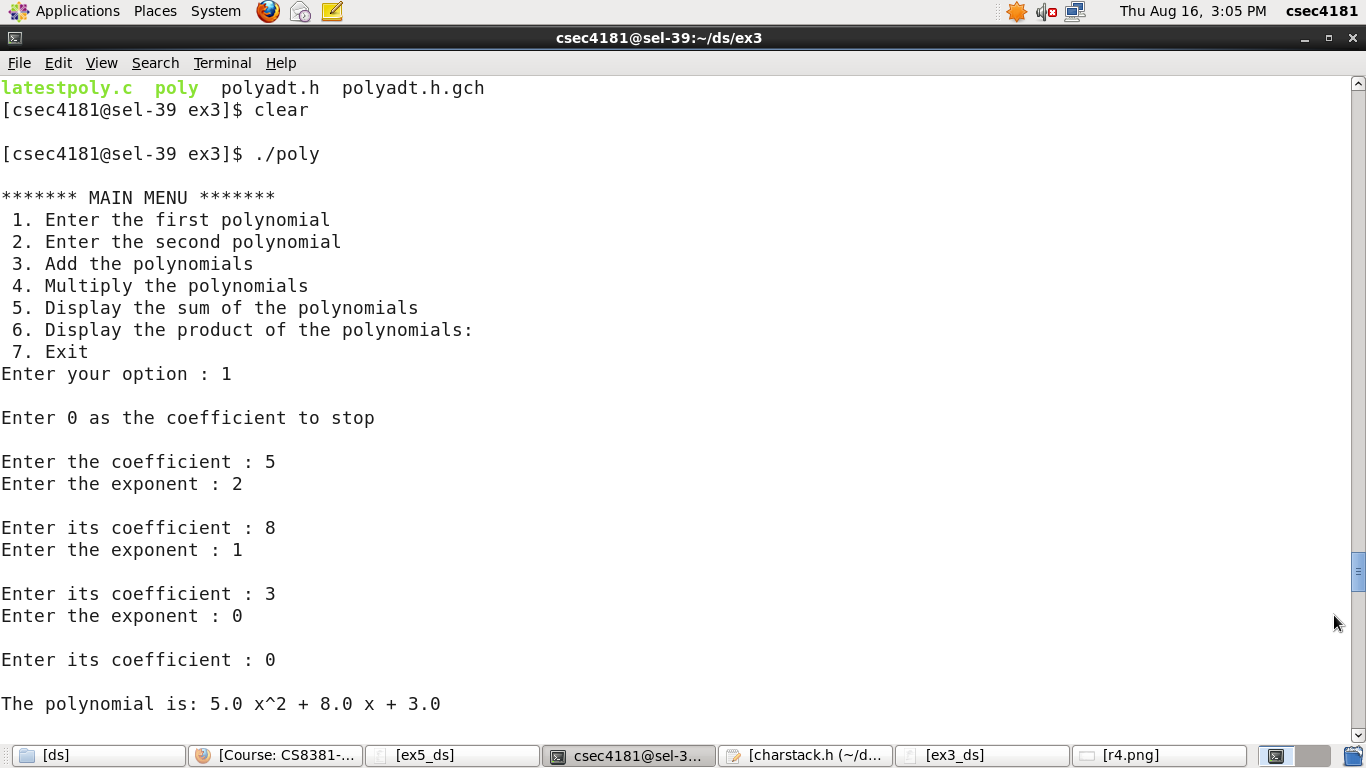 Applications Places System Thu Aug 16, 3:05 PM csec4181
csec4181@sel-39:~/ds/ex3
File Edit View Search Terminal Help
latestpoly.c poly polyadt.h polyadt.h.gch
[csec4181@sel-39 ex3]$ clear
[csec4181@sel-39 ex3]$ ./poly
******* MAIN MENU *******
1. Enter the first polynomial
2. Enter the second polynomial
3. Add the polynomials
4. Multiply the polynomials
5. Display the sum of the polynomials
6. Display the product of the polynomials:
7. Exit
Enter your option : 1
Enter 0 as the coefficient to stop
Enter the coefficient : 5
Enter the exponent : 2
Enter its coefficient : 8
Enter the exponent : 1
Enter its coefficient : 3
Enter the exponent : 0
Enter its coefficient : 0
The polynomial is: 5.0 x^2 + 8.0 x + 3.0
[ds] [Course: CS8381-... [ex5_ds] csec4181@sel-3... [charstack.h (~/d... [ex3_ds] [r4.png]